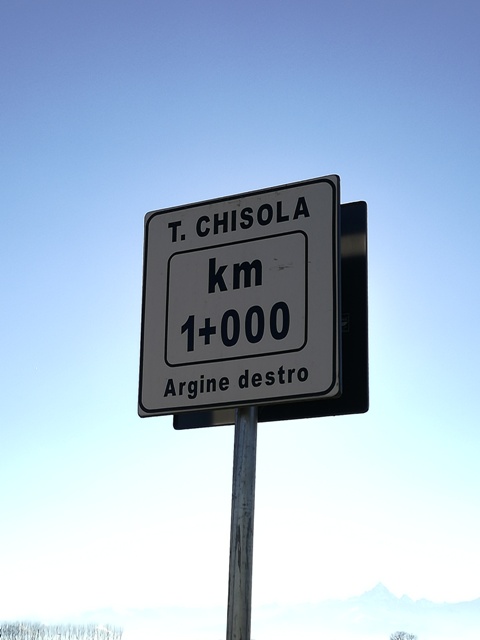 T. CHISOLA
km
1+000
Argine destro